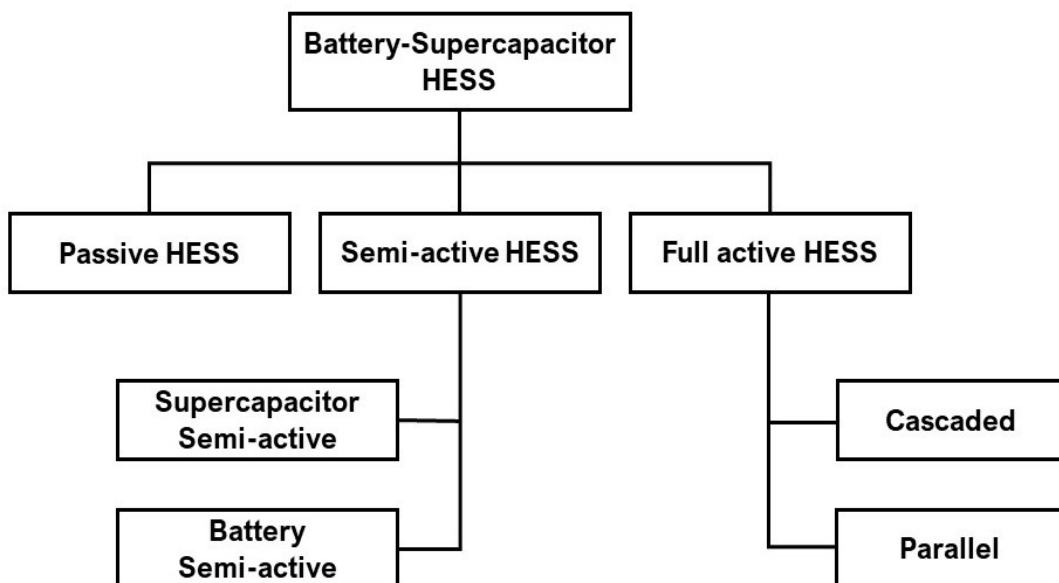 Battery-Supercapacitor
HESS
Passive HESS
Semi-active HESS
Full active HESS
Supercapacitor
Semi-active
Cascaded
Battery
Semi-active
Parallel